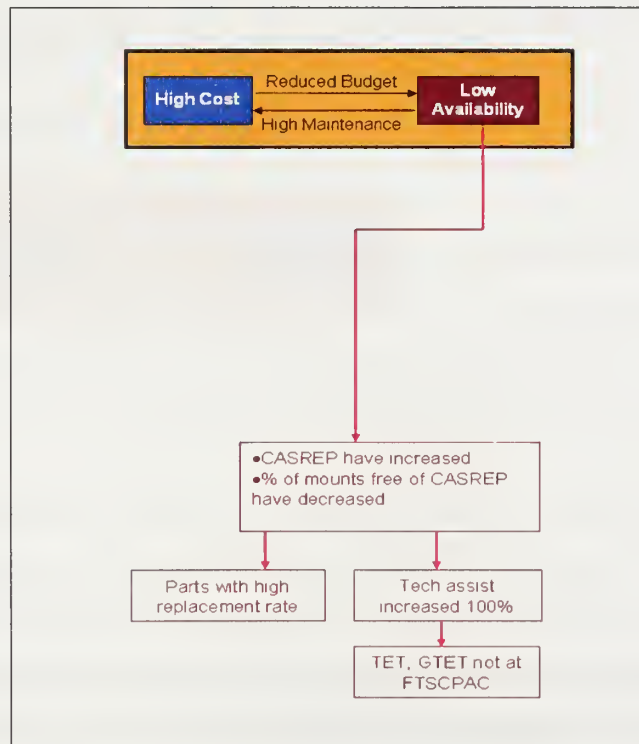 Reduced Budget
High Cost
Low
Availability
High Maintenance
•CASREP have increased
•% of mounts free of CASREP
have decreased
Parts with high
replacement rate
Tech assist
increased 100%
TET, GTET not at
FTSCPAC